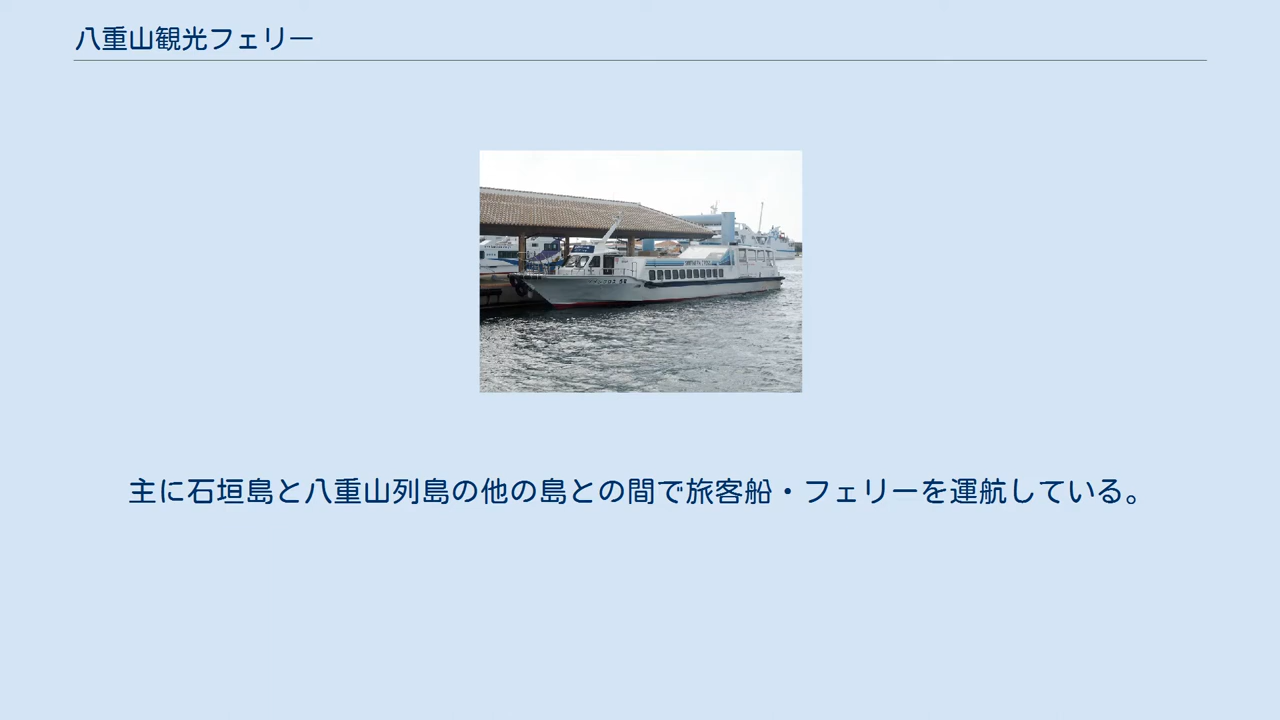 八重山観光フェリー
主に石垣島と八重山列島の他の島との間で旅客船・フェリーを運航している。